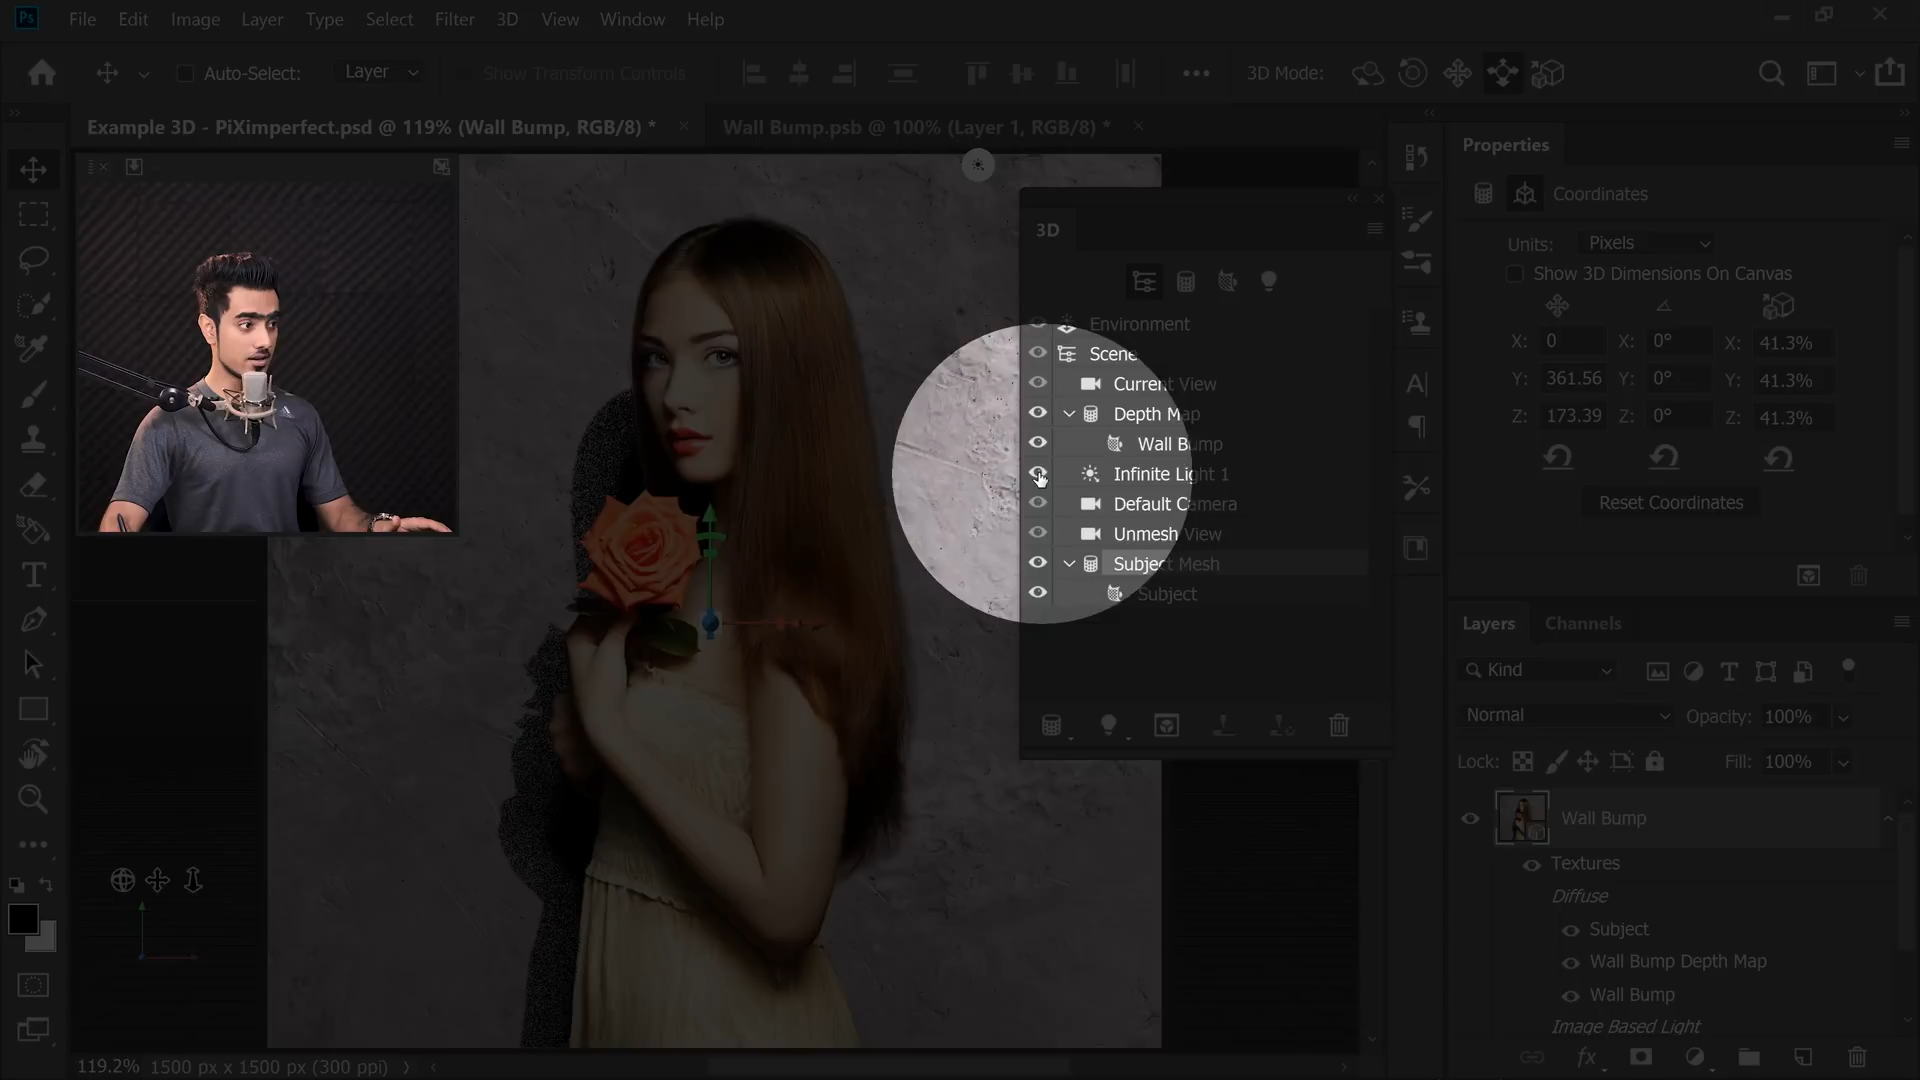 Ps File Edit Image Layer Type Select Filter 3D View Window Help
Auto-Select: Layer Show Transform Controls 3D Mode:
Example 3D - PiXimperfect.psd @ 119% (Wall Bump, RGB/8) * Wall Bump.psb @ 100% (Layer 1, RGB/8) *
3D
Environment
Scene
Current View
Depth Map
Wall Bump
Infinite Light 1
Default Camera
Unmesh View
Subject Mesh
Subject
Properties
Coordinates
Units: Pixels
Show 3D Dimensions On Canvas
X: 0 X: 0° X: 41.3%
Y: 361.56 Y: 0° Y: 41.3%
Z: 173.39 Z: 0° Z: 41.3%
Reset Coordinates
Layers Channels
Kind
Normal Opacity: 100%
Lock: Fill: 100%
Wall Bump
Textures
Diffuse
Subject
Wall Bump Depth Map
Wall Bump
Image Based Light
119.2% 1500 px x 1500 px (300 ppi)